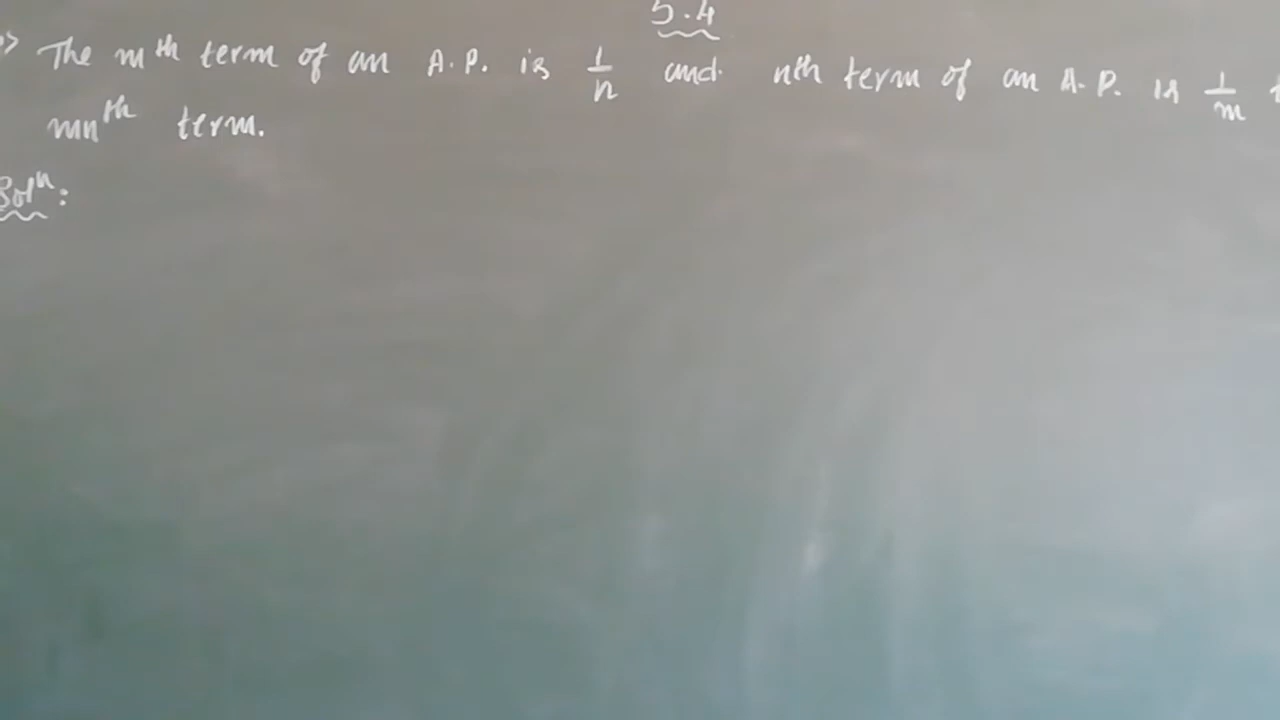 5.4
The mth term of an A.P. is 1/n and nth term of an A.P. is 1/m
mnth term.
Solⁿ: